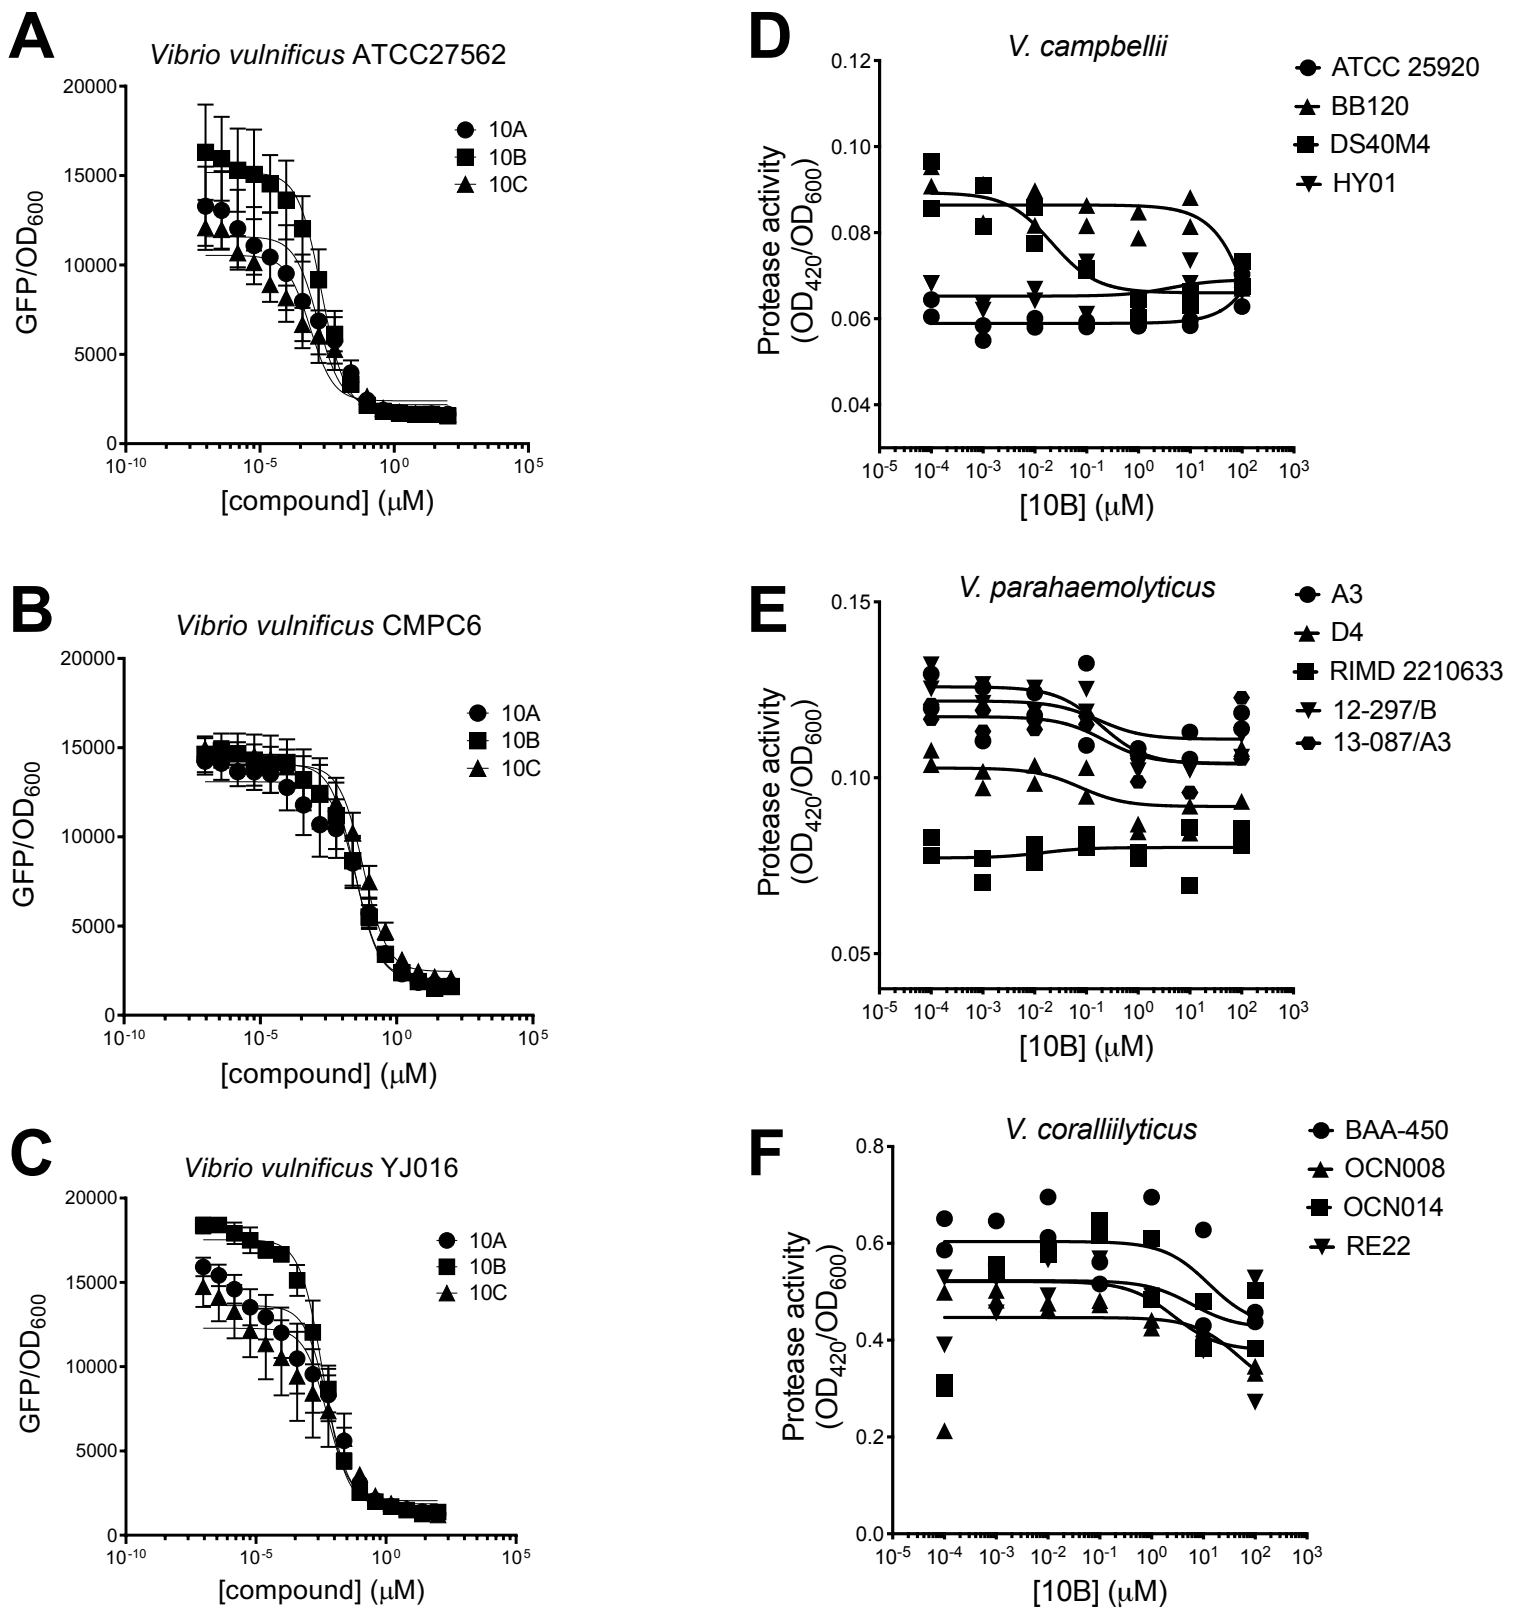 A
Vibrio vulnificus ATCC27562
20000
15000
10000
5000
0
GFP/OD600
10A
10B
10C
10-10
10-5
100
105
[compound] (μM)
B
Vibrio vulnificus CMPC6
20000
15000
10000
5000
0
GFP/OD600
10A
10B
10C
10-10
10-5
100
105
[compound] (μM)
C
Vibrio vulnificus YJ016
20000
15000
10000
5000
0
GFP/OD600
10A
10B
10C
10-10
10-5
100
105
[compound] (μM)
D
V. campbellii
0.12
0.10
0.08
0.06
0.04
Protease activity
(OD420/OD600)
ATCC 25920
BB120
DS40M4
HY01
10-5
10-4
10-3
10-2
10-1
100
101
102
103
[10B] (μM)
E
V. parahaemolyticus
0.15
0.10
0.05
Protease activity
(OD420/OD600)
A3
D4
RIMD 2210633
12-297/B
13-087/A3
10-5
10-4
10-3
10-2
10-1
100
101
102
103
[10B] (μM)
F
V. coralliilyticus
0.8
0.6
0.4
0.2
0.0
Protease activity
(OD420/OD600)
BAA-450
OCN008
OCN014
RE22
10-5
10-4
10-3
10-2
10-1
100
101
102
103
[10B] (μM)